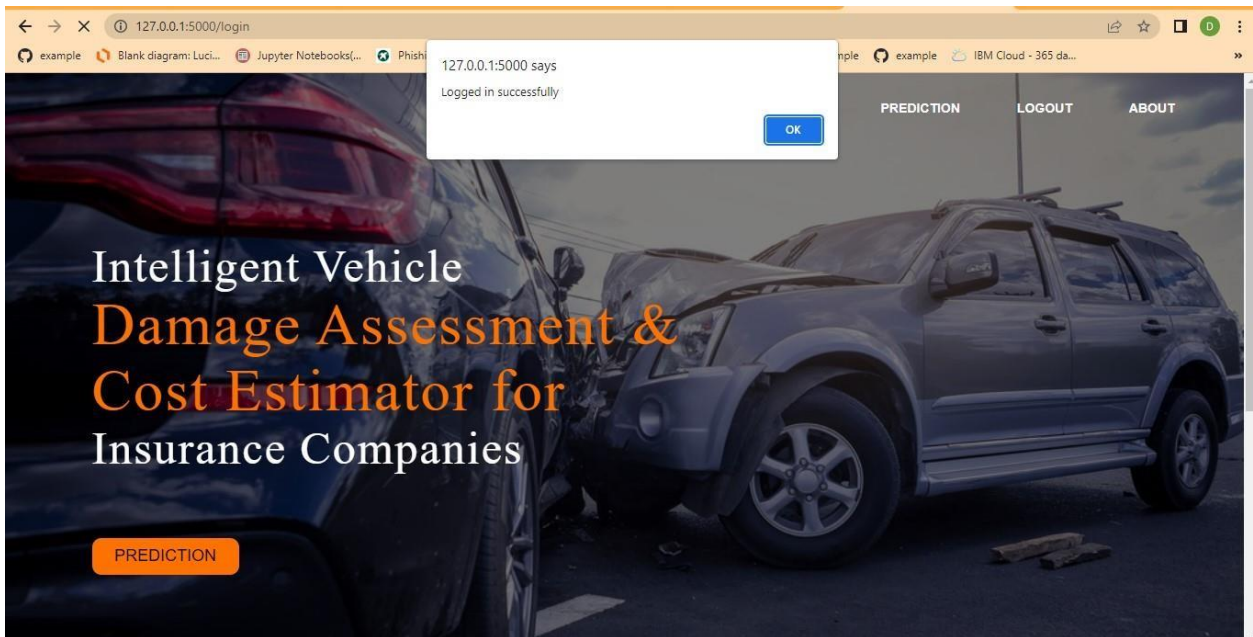 127.0.0.1:5000/login
D
example Blank diagram: Luci... Jupyter Notebooks(... Phishi mple example IBM Cloud - 365 da... »
127.0.0.1:5000 says
Logged in successfully
OK
PREDICTION LOGOUT ABOUT
Intelligent Vehicle
Damage Assessment &
Cost Estimator for
Insurance Companies
PREDICTION